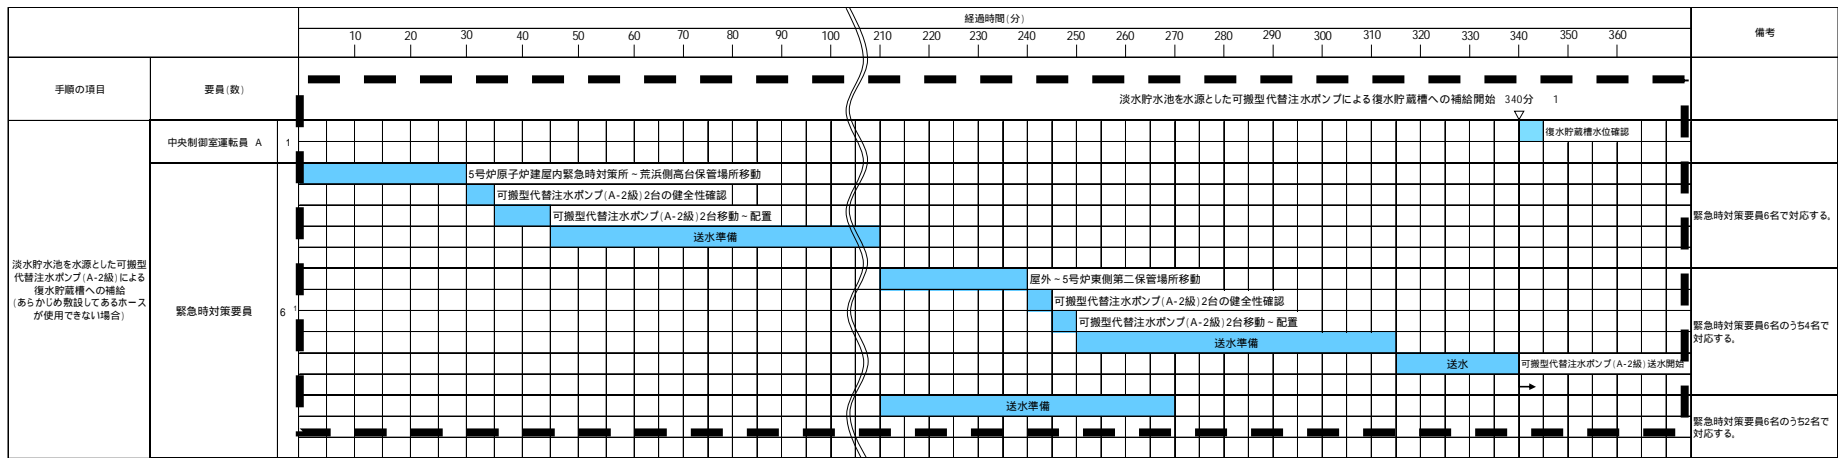 経過時間(分)
10 20 30 40 50 60 70 80 90 100 210 220 230 240 250 260 270 280 290 300 310 320 330 340 350 360
備考
手順の項目
要員(数)
淡水貯水池を水源とした可搬型代替注水ポンプによる復水貯蔵槽への補給開始 340分 1
中央制御室運転員 A 1
復水貯蔵槽水位確認
5号炉原子炉建屋内緊急時対策所~荒浜側高台保管場所移動
可搬型代替注水ポンプ(A-2級)2台の健全性確認
可搬型代替注水ポンプ(A-2級)2台移動~配置
送水準備
緊急時対策要員6名で対応する。
淡水貯水池を水源とした可搬型
代替注水ポンプ(A-2級)による
復水貯蔵槽への補給
(あらかじめ敷設してあるホース
が使用できない場合)
緊急時対策要員 6 1
屋外~5号炉東側第二保管場所移動
可搬型代替注水ポンプ(A-2級)2台の健全性確認
可搬型代替注水ポンプ(A-2級)2台移動~配置
送水準備
送水
可搬型代替注水ポンプ(A-2級)送水開始
緊急時対策要員6名のうち4名で
対応する。
送水準備
緊急時対策要員6名のうち2名で
対応する。